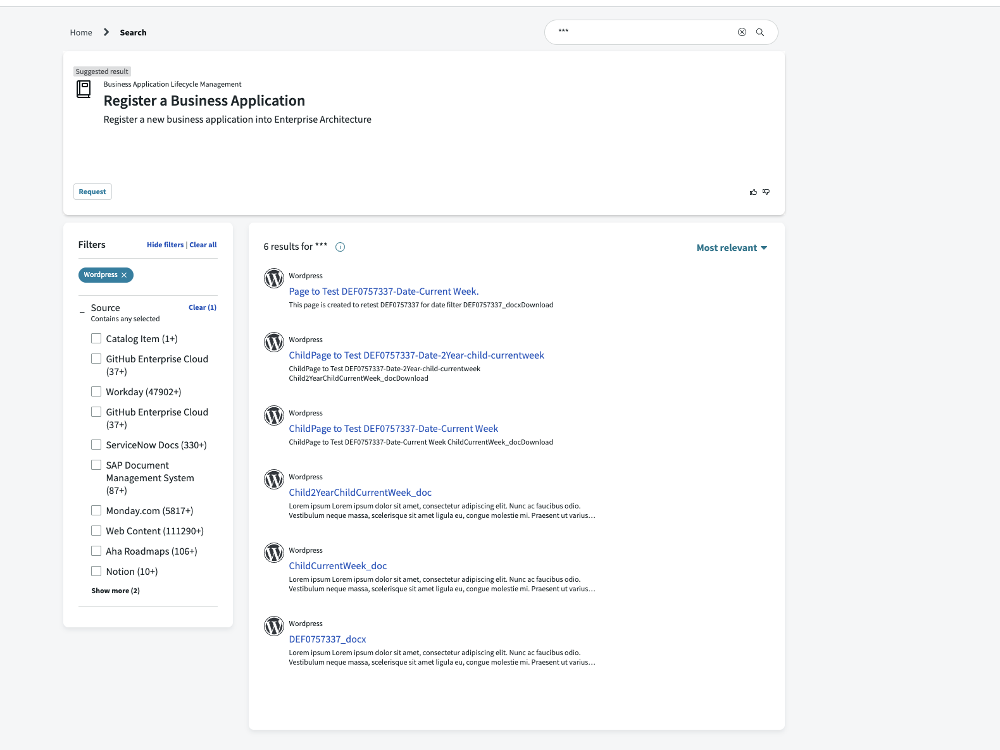 Home Search
***
Suggested result
Business Application Lifecycle Management
Register a Business Application
Register a new business application into Enterprise Architecture
Request
Filters
Hide filters | Clear all
Wordpress
Source
Clear (1)
Contains any selected
Catalog Item (1+)
GitHub Enterprise Cloud
(37+)
Workday (47902+)
GitHub Enterprise Cloud
(37+)
ServiceNow Docs (330+)
SAP Document
Management System
(87+)
Monday.com (5817+)
Web Content (111290+)
Aha Roadmaps (106+)
Notion (10+)
Show more (2)
6 results for ***
Most relevant
Wordpress
Page to Test DEF0757337-Date-Current Week.
This page is created to retest DEF0757337 for date filter DEF0757337_docxDownload
Wordpress
ChildPage to Test DEF0757337-Date-2Year-child-currentweek
ChildPage to Test DEF0757337-Date-2Year-child-currentweek
Child2YearChildCurrentWeek_docDownload
Wordpress
ChildPage to Test DEF0757337-Date-Current Week
ChildPage to Test DEF0757337-Date-Current Week ChildCurrentWeek_docDownload
Wordpress
Child2YearChildCurrentWeek_doc
Lorem ipsum Lorem ipsum dolor sit amet, consectetur adipiscing elit. Nunc ac faucibus odio.
Vestibulum neque massa, scelerisque sit amet ligula eu, congue molestie mi. Praesent ut varius…
Wordpress
ChildCurrentWeek_doc
Lorem ipsum Lorem ipsum dolor sit amet, consectetur adipiscing elit. Nunc ac faucibus odio.
Vestibulum neque massa, scelerisque sit amet ligula eu, congue molestie mi. Praesent ut varius…
Wordpress
DEF0757337_docx
Lorem ipsum Lorem ipsum dolor sit amet, consectetur adipiscing elit. Nunc ac faucibus odio.
Vestibulum neque massa, scelerisque sit amet ligula eu, congue molestie mi. Praesent ut varius…